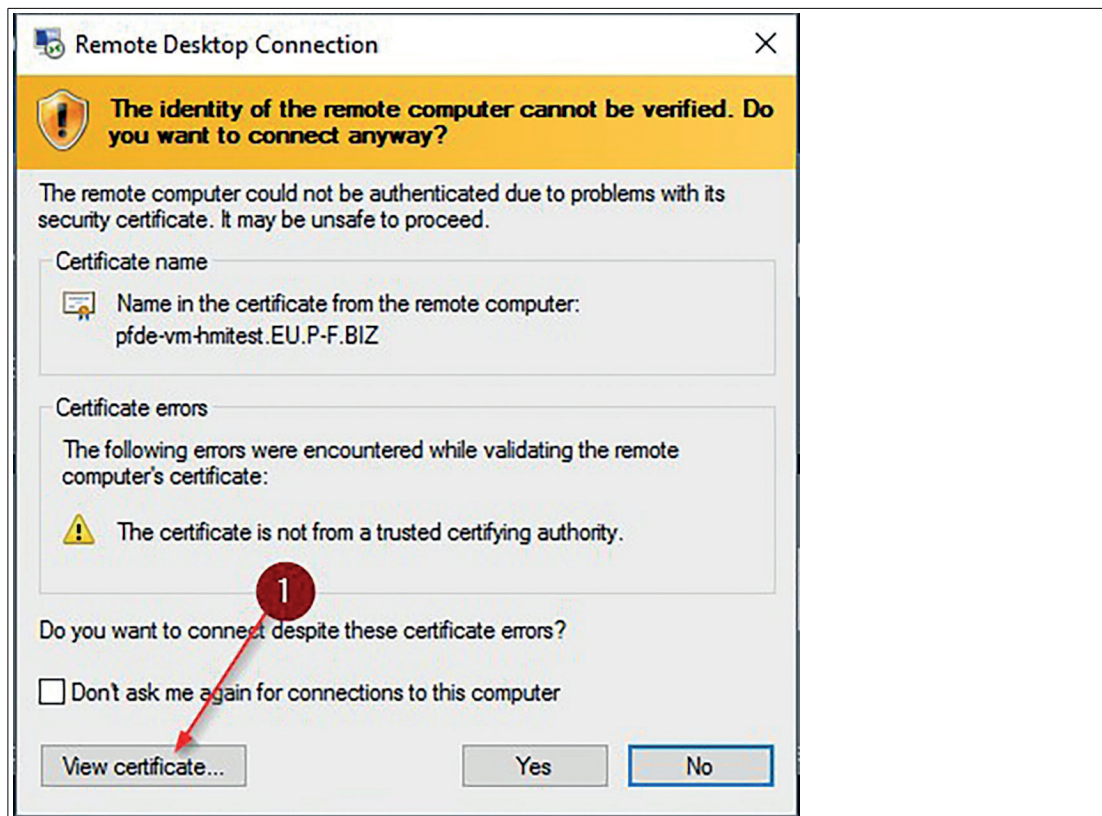 Remote Desktop Connection
The identity of the remote computer cannot be verified. Do
you want to connect anyway?
The remote computer could not be authenticated due to problems with its
security certificate. It may be unsafe to proceed.
Certificate name
Name in the certificate from the remote computer:
pfde-vm-hmitest.EU.P-F.BIZ
Certificate errors
The following errors were encountered while validating the remote
computer's certificate:
The certificate is not from a trusted certifying authority.
1
Do you want to connect despite these certificate errors?
Don't ask me again for connections to this computer
View certificate...
Yes
No